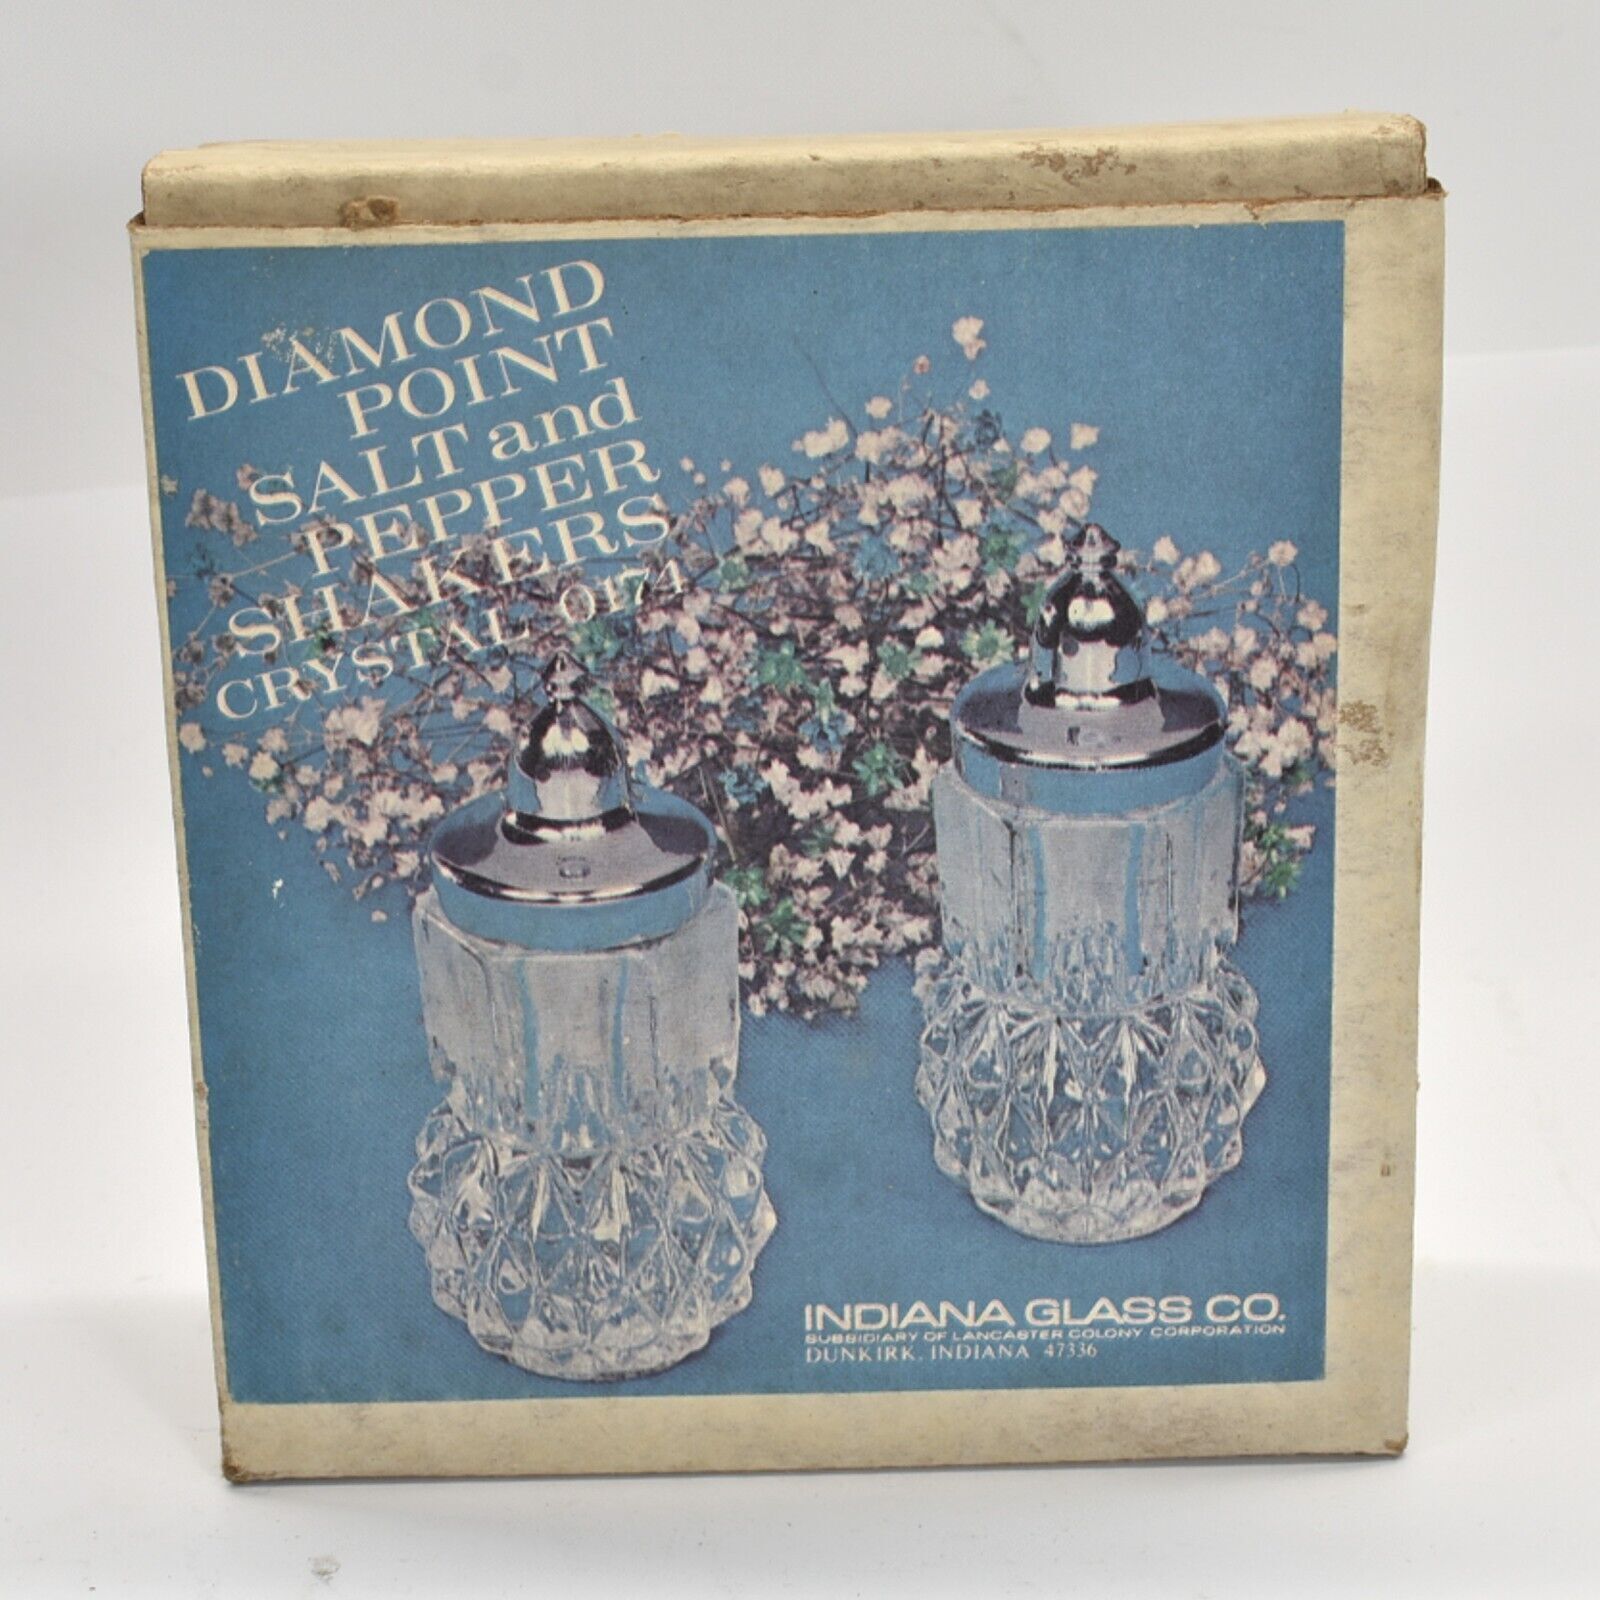 DIAMOND
POINT
SALT and
PEPPER
SHAKERS
CRYSTAL 0174
INDIANA GLASS CO.
SUBSIDIARY OF LANCASTER COLONY CORPORATION
DUNKIRK, INDIANA 47336